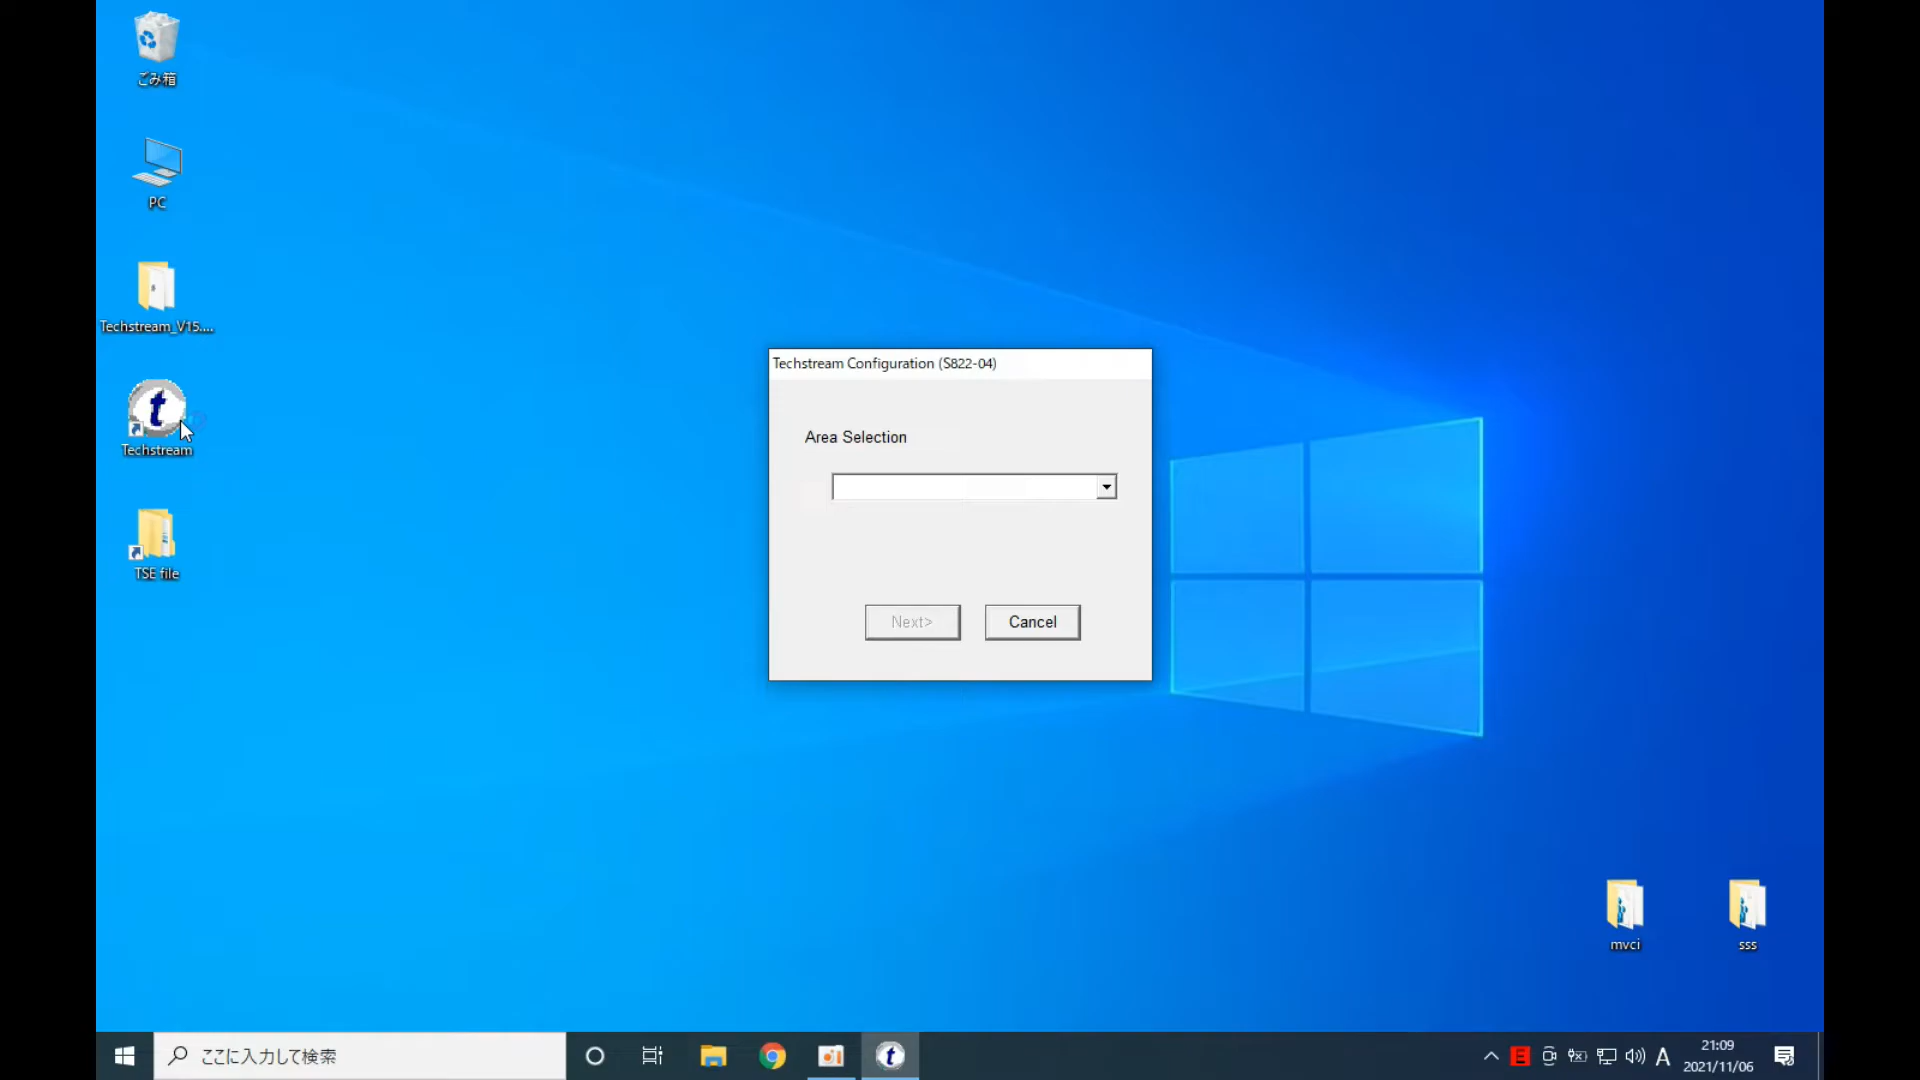 ごみ箱
PC
Techstream_V15....
Techstream
TSE file
Techstream Configuration (S822-04)
Area Selection
Next>
Cancel
mvci
sss
ここに入力して検索
E
A
21:09
2021/11/06